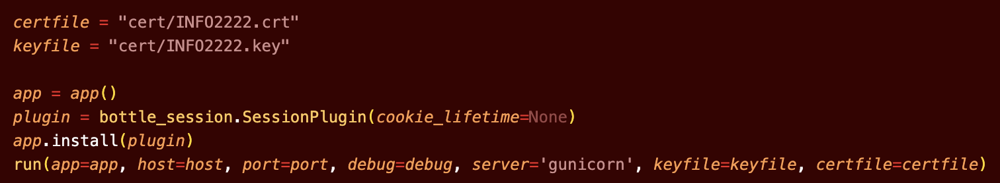 certfile = "cert/INFO2222.crt"
keyfile = "cert/INFO2222.key"
app = app()
plugin = bottle_session.SessionPlugin(cookie_lifetime=None)
app.install(plugin)
run(app=app, host=host, port=port, debug=debug, server='gunicorn', keyfile=keyfile, certfile=certfile)